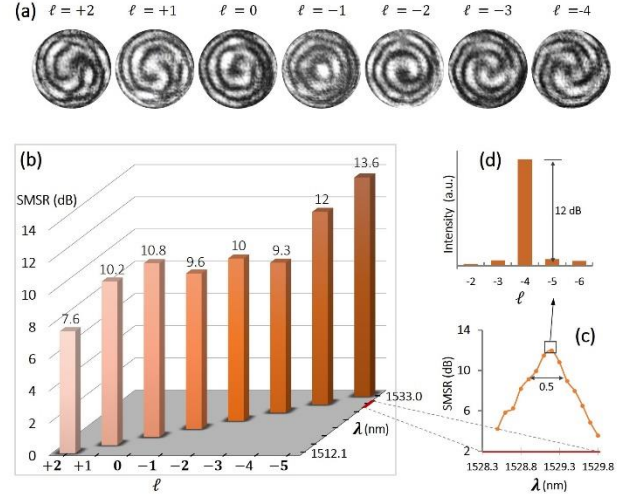 (a)
ℓ = +2 ℓ = +1 ℓ = 0 ℓ = −1 ℓ = −2 ℓ = −3 ℓ = -4
(b)
SMSR (dB)
14
12
10
8
6
4
2
0
7.6
10.2
10.8
9.6
10
9.3
12
13.6
+2 +1 0 −1 −2 −3 −4 −5
ℓ
1512.1
1533.0
λ (nm)
(d)
Intensity (a.u.)
12 dB
-2 -3 -4 -5 -6
ℓ
(c)
SMSR (dB)
14
10
6
2
0.5
1528.3 1528.8 1529.3 1529.8
λ (nm)